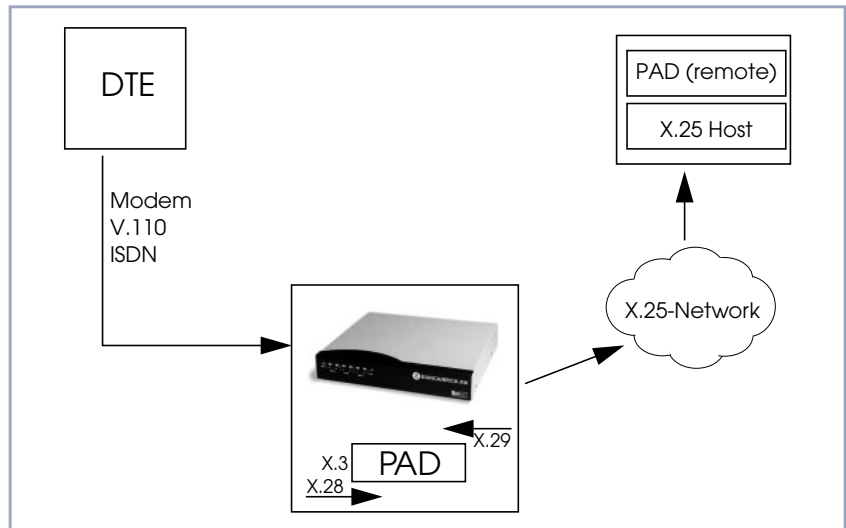 DTE
PAD (remote)
X.25 Host
Modem
V.110
ISDN
X.25-Network
X.29
X.3
PAD
X.28